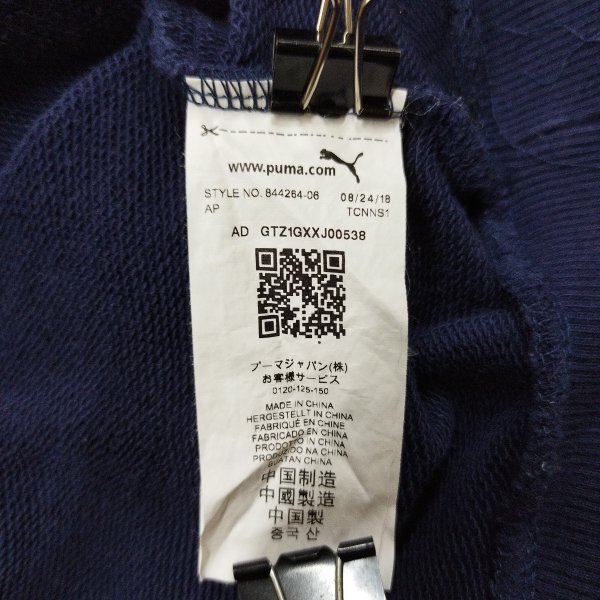 www.puma.com
STYLE NO. 844264-06 08/24/18
AP TCNNS1
AD GTZ1GXXJ00538
プーマジャパン(株)
お客様サービス
0120-125-150
MADE IN CHINA
HERGESTELLT IN CHINA
FABRIQUÉ EN CHINE
FABRICADO EN CHINA
PRODOTTO IN CHINA
PRODUZIDO NA CHINA
BUATAN CHINA
中国制造
中國製造
中国製
중국 산